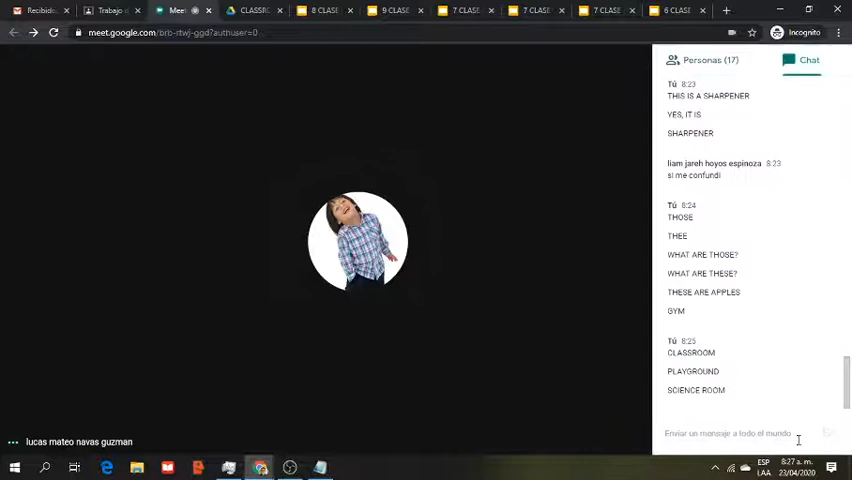 Recibido
Trabajo d
Meet
CLASSR
8 CLASE
9 CLASE
7 CLASE
7 CLASE
7 CLASE
6 CLASE
meet.google.com/brb-rtwj-ggd?authuser=0
Incognito
Personas (17)
Chat
Tú 8:23
THIS IS A SHARPENER
YES, IT IS
SHARPENER
liam jareh hoyos espinoza 8:23
si me confundi
Tú 8:24
THOSE
THEE
WHAT ARE THOSE?
WHAT ARE THESE?
THESE ARE APPLES
GYM
Tú 8:25
CLASSROOM
PLAYGROUND
SCIENCE ROOM
Enviar un mensaje a todo el mundo
lucas mateo navas guzman
ESP
LAA
8:27 a. m.
23/04/2020